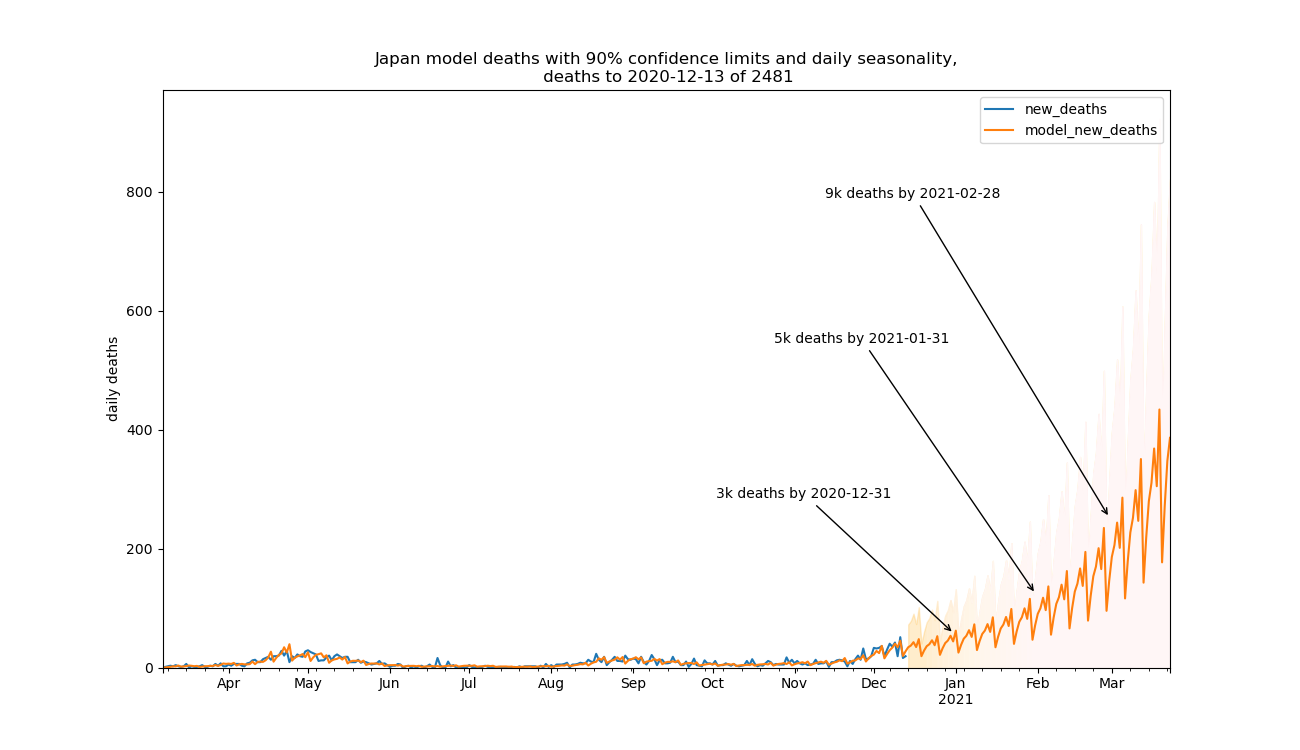 Japan model deaths with 90% confidence limits and daily seasonality,
deaths to 2020-12-13 of 2481
new_deaths
model_new_deaths
9k deaths by 2021-02-28
5k deaths by 2021-01-31
3k deaths by 2020-12-31
daily deaths
800
600
400
200
0
Apr May Jun Jul Aug Sep Oct Nov Dec Jan Feb Mar
2021